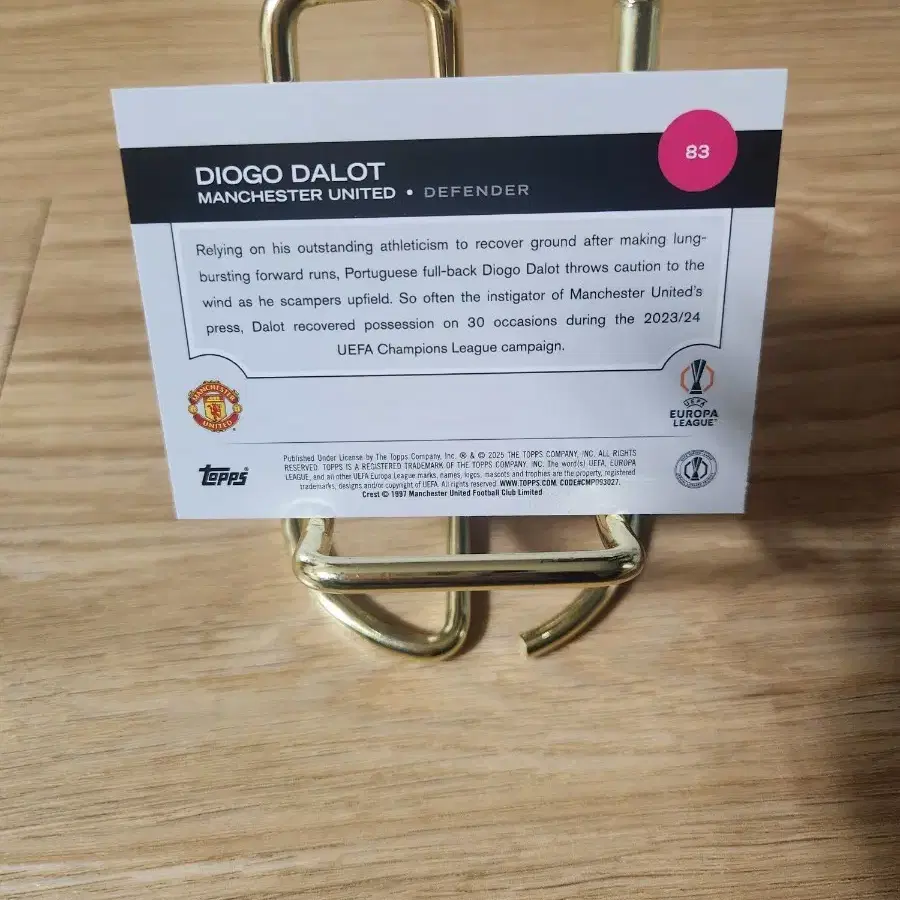 83
DIOGO DALOT
MANCHESTER UNITED • DEFENDER
Relying on his outstanding athleticism to recover ground after making lung-
bursting forward runs, Portuguese full-back Diogo Dalot throws caution to the
wind as he scampers upfield. So often the instigator of Manchester United's
press, Dalot recovered possession on 30 occasions during the 2023/24
UEFA Champions League campaign.
MANCHESTER
UNITED
UEFA
EUROPA
LEAGUE™
topps®
Published Under License by The Topps Company, Inc. ® & © 2025 THE TOPPS COMPANY, INC. ALL RIGHTS
RESERVED. TOPPS IS A REGISTERED TRADEMARK OF THE TOPPS COMPANY, INC. The word(s) UEFA, EUROPA
LEAGUE, and all other UEFA Europa League marks, names, logos, mascots and trophies are the property, registered
trademarks, designs and/or copyright of UEFA. All rights reserved. WWW.TOPPS.COM. CODE#CMP093027.
Crest © 1997 Manchester United Football Club Limited